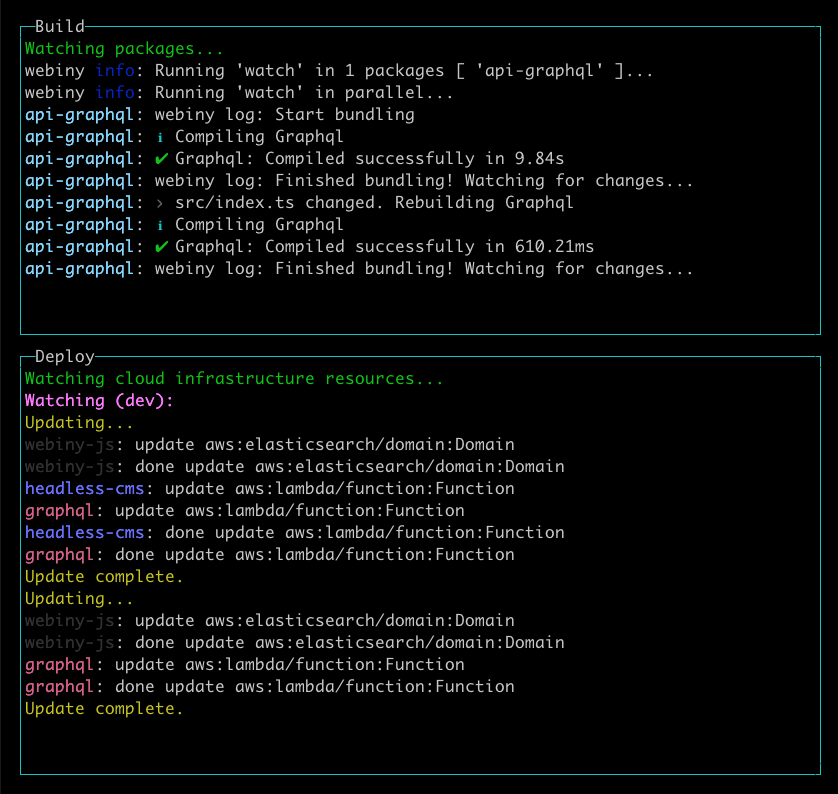 Build
Watching packages...
webiny info: Running 'watch' in 1 packages [ 'api-graphql' ]...
webiny info: Running 'watch' in parallel...
api-graphql: webiny log: Start bundling
api-graphql: ℹ Compiling Graphql
api-graphql: ✔ Graphql: Compiled successfully in 9.84s
api-graphql: webiny log: Finished bundling! Watching for changes...
api-graphql: › src/index.ts changed. Rebuilding Graphql
api-graphql: ℹ Compiling Graphql
api-graphql: ✔ Graphql: Compiled successfully in 610.21ms
api-graphql: webiny log: Finished bundling! Watching for changes...
Deploy
Watching cloud infrastructure resources...
Watching (dev):
Updating...
webiny-js: update aws:elasticsearch/domain:Domain
webiny-js: done update aws:elasticsearch/domain:Domain
headless-cms: update aws:lambda/function:Function
graphql: update aws:lambda/function:Function
headless-cms: done update aws:lambda/function:Function
graphql: done update aws:lambda/function:Function
Update complete.
Updating...
webiny-js: update aws:elasticsearch/domain:Domain
webiny-js: done update aws:elasticsearch/domain:Domain
graphql: update aws:lambda/function:Function
graphql: done update aws:lambda/function:Function
Update complete.